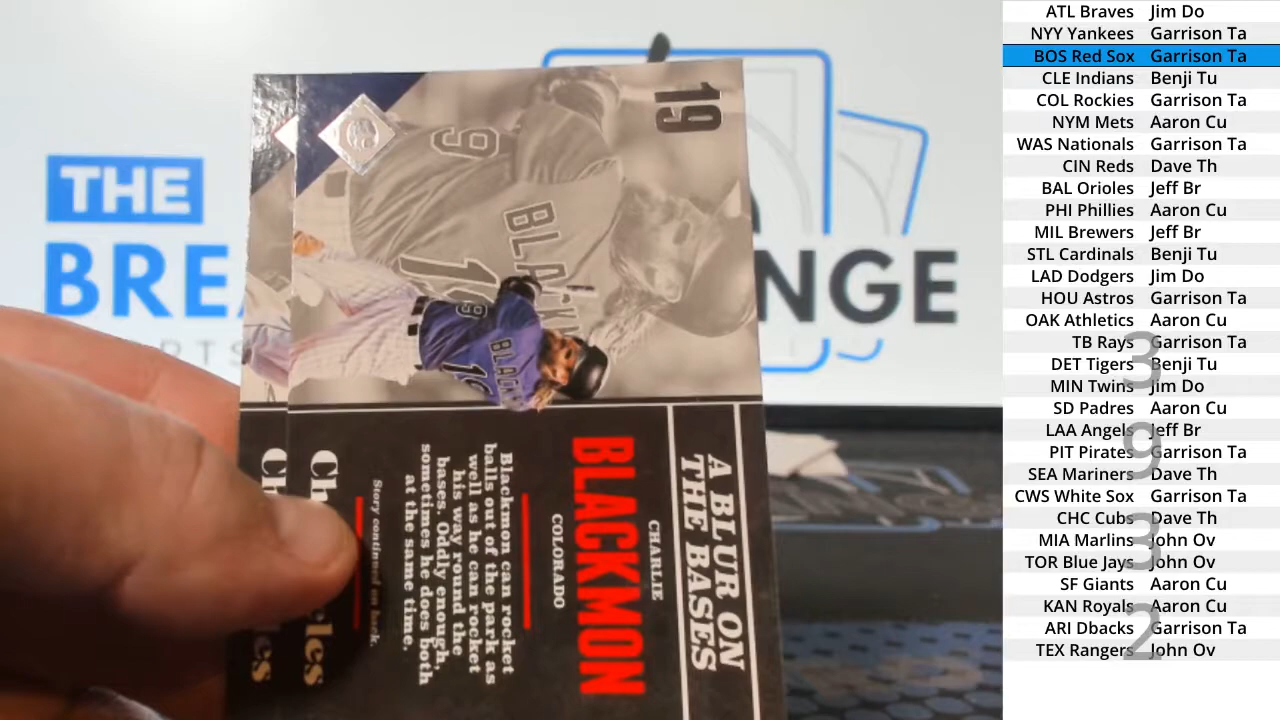 THE
BRE
NGE
RTS
19
9
BLACKM
19
A BLUR ON
THE BASES
CHARLIE
BLACKMON
COLORADO
Blackmon can rocket
balls out of the park as
well as he can rocket
his way round the
bases. Oddly enough,
sometimes he does both
at the same time.
Story continued on back.
ATL Braves Jim Do
NYY Yankees Garrison Ta
BOS Red Sox Garrison Ta
CLE Indians Benji Tu
COL Rockies Garrison Ta
NYM Mets Aaron Cu
WAS Nationals Garrison Ta
CIN Reds Dave Th
BAL Orioles Jeff Br
PHI Phillies Aaron Cu
MIL Brewers Jeff Br
STL Cardinals Benji Tu
LAD Dodgers Jim Do
HOU Astros Garrison Ta
OAK Athletics Aaron Cu
TB Rays Garrison Ta
DET Tigers Benji Tu
MIN Twins Jim Do
SD Padres Aaron Cu
LAA Angels Jeff Br
PIT Pirates Garrison Ta
SEA Mariners Dave Th
CWS White Sox Garrison Ta
CHC Cubs Dave Th
MIA Marlins John Ov
TOR Blue Jays John Ov
SF Giants Aaron Cu
KAN Royals Aaron Cu
ARI Dbacks Garrison Ta
TEX Rangers John Ov
3
9
3
2